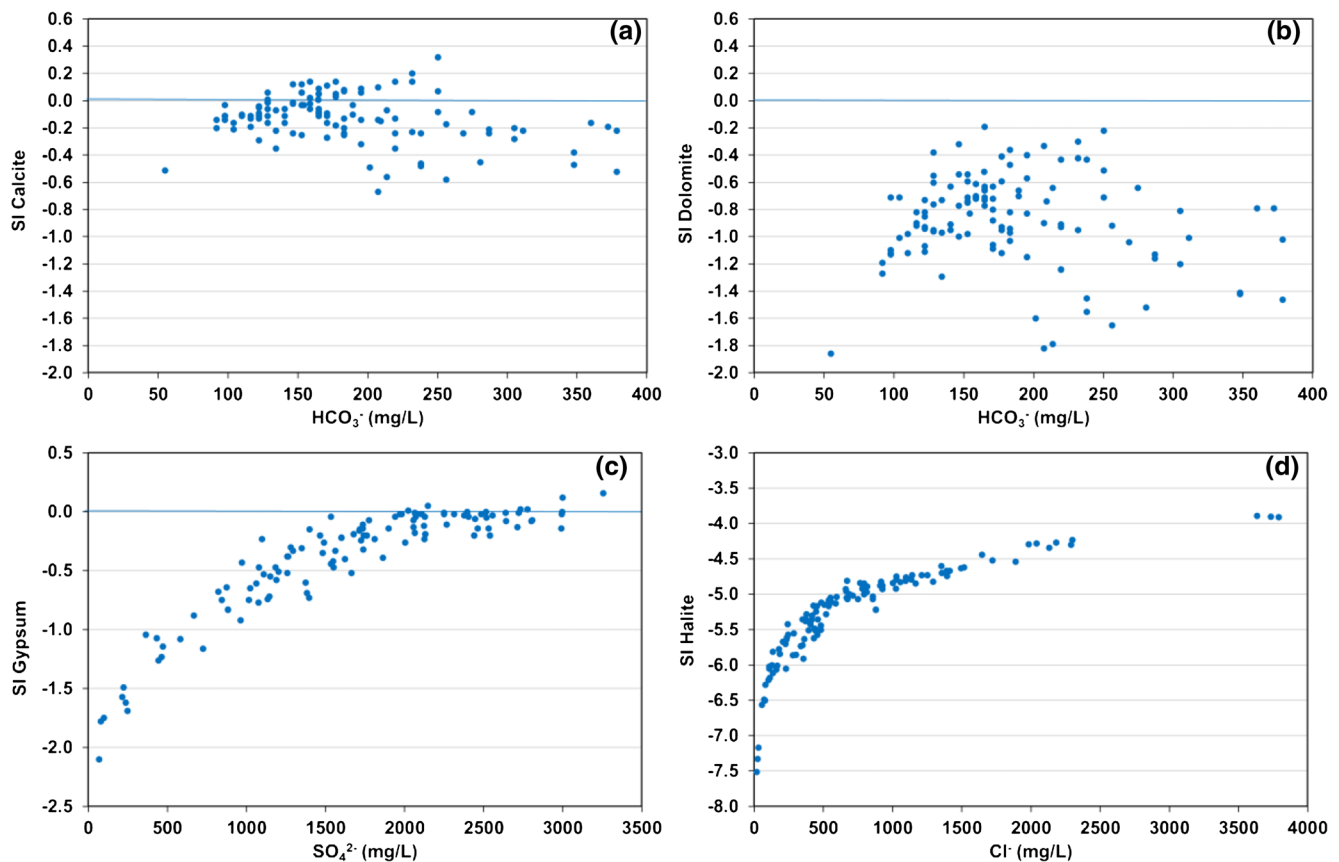 (a)
SI Calcite
0.6
0.4
0.2
0.0
-0.2
-0.4
-0.6
-0.8
-1.0
-1.2
-1.4
-1.6
-1.8
-2.0
0 50 100 150 200 250 300 350 400
HCO₃⁻ (mg/L)
(b)
SI Dolomite
0.6
0.4
0.2
0.0
-0.2
-0.4
-0.6
-0.8
-1.0
-1.2
-1.4
-1.6
-1.8
-2.0
0 50 100 150 200 250 300 350 400
HCO₃⁻ (mg/L)
(c)
SI Gypsum
0.5
0.0
-0.5
-1.0
-1.5
-2.0
-2.5
0 500 1000 1500 2000 2500 3000 3500
SO₄²⁻ (mg/L)
(d)
SI Halite
-3.0
-3.5
-4.0
-4.5
-5.0
-5.5
-6.0
-6.5
-7.0
-7.5
-8.0
0 500 1000 1500 2000 2500 3000 3500 4000
Cl⁻ (mg/L)